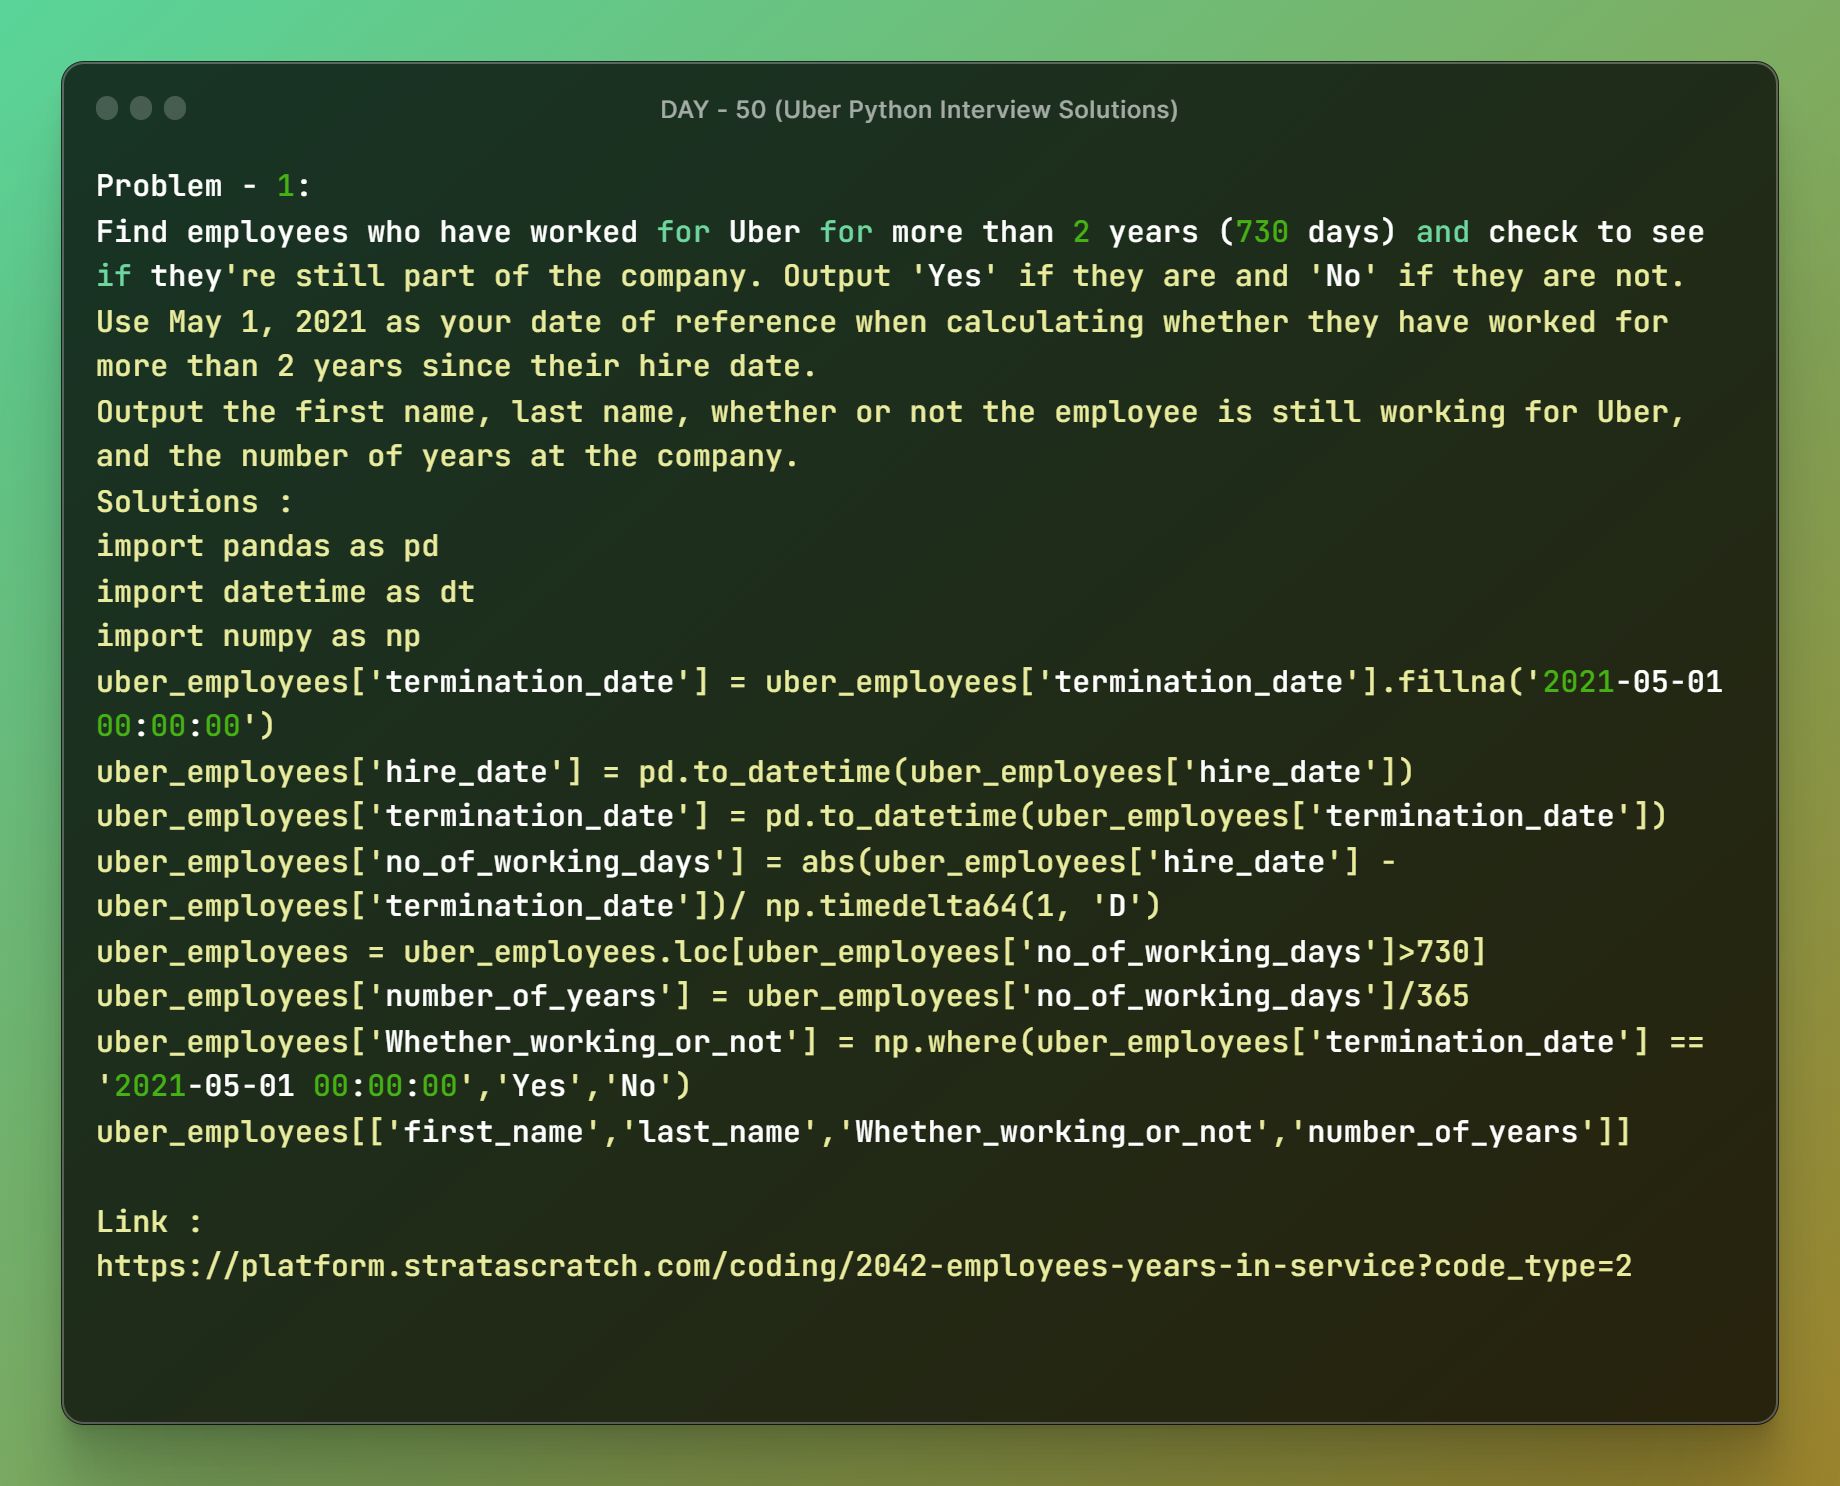 DAY - 50 (Uber Python Interview Solutions)
Problem - 1:
Find employees who have worked for Uber for more than 2 years (730 days) and check to see
if they're still part of the company. Output 'Yes' if they are and 'No' if they are not.
Use May 1, 2021 as your date of reference when calculating whether they have worked for
more than 2 years since their hire date.
Output the first name, last name, whether or not the employee is still working for Uber,
and the number of years at the company.
Solutions :
import pandas as pd
import datetime as dt
import numpy as np
uber_employees['termination_date'] = uber_employees['termination_date'].fillna('2021-05-01
00:00:00')
uber_employees['hire_date'] = pd.to_datetime(uber_employees['hire_date'])
uber_employees['termination_date'] = pd.to_datetime(uber_employees['termination_date'])
uber_employees['no_of_working_days'] = abs(uber_employees['hire_date'] -
uber_employees['termination_date'])/ np.timedelta64(1, 'D')
uber_employees = uber_employees.loc[uber_employees['no_of_working_days']>730]
uber_employees['number_of_years'] = uber_employees['no_of_working_days']/365
uber_employees['Whether_working_or_not'] = np.where(uber_employees['termination_date'] ==
'2021-05-01 00:00:00','Yes','No')
uber_employees[['first_name','last_name','Whether_working_or_not','number_of_years']]
Link :
https://platform.stratascratch.com/coding/2042-employees-years-in-service?code_type=2